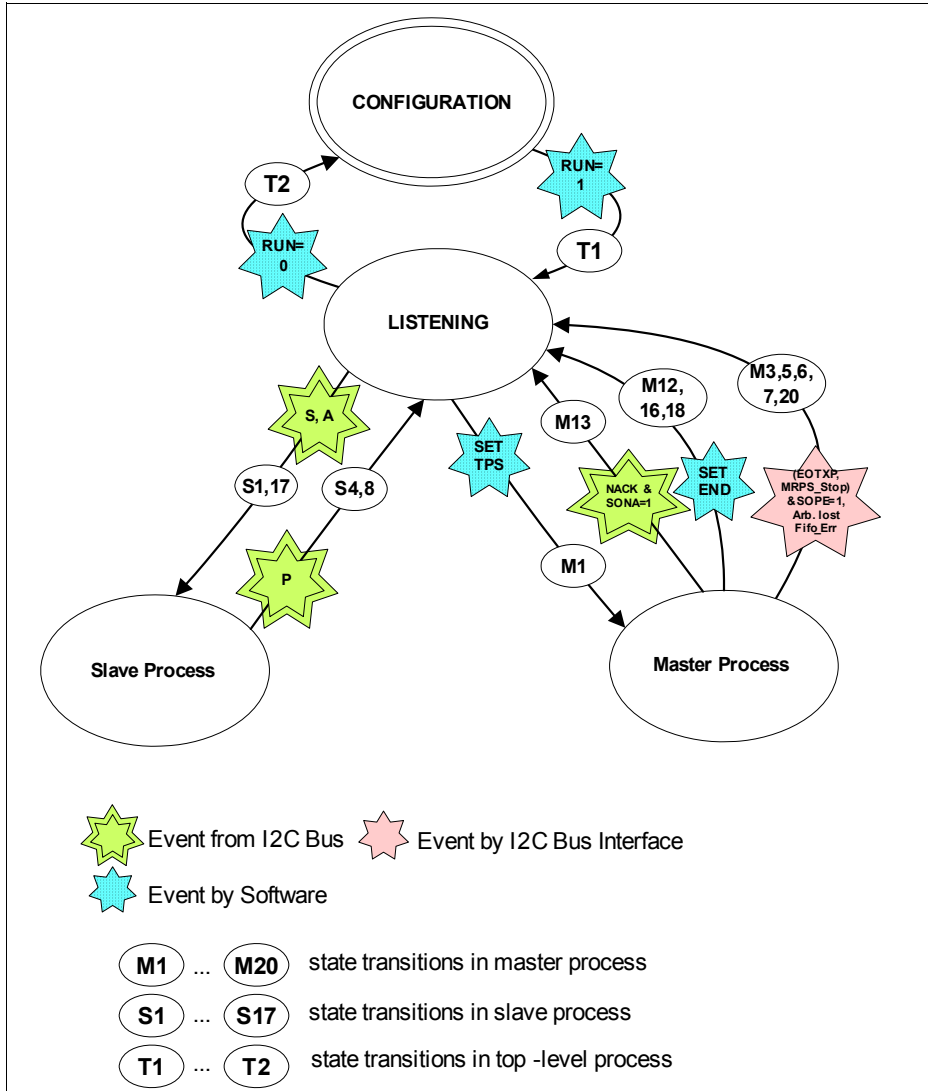 CONFIGURATION
RUN=
1
T2
RUN=
0
T1
LISTENING
M3,5,6,
7,20
M12,
16,18
S, A
M13
SET
TPS
(EOTXP,
MRPS_Stop)
&SOPE=1,
Arb. lost
Fifo_Err
SET
END
S1,17
S4,8
NACK &
SONA=1
M1
P
Slave Process
Master Process
Event from I2C Bus
Event by I2C Bus Interface
Event by Software
M1 ... M20 state transitions in master process
S1 ... S17 state transitions in slave process
T1 ... T2 state transitions in top -level process